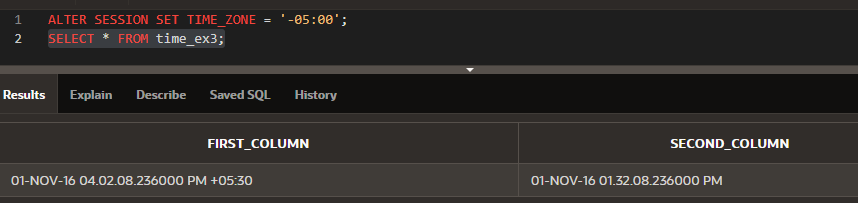 1 ALTER SESSION SET TIME_ZONE = '-05:00';
2 SELECT * FROM time_ex3;
Results Explain Describe Saved SQL History
FIRST_COLUMN SECOND_COLUMN
01-NOV-16 04.02.08.236000 PM +05:30 01-NOV-16 01.32.08.236000 PM